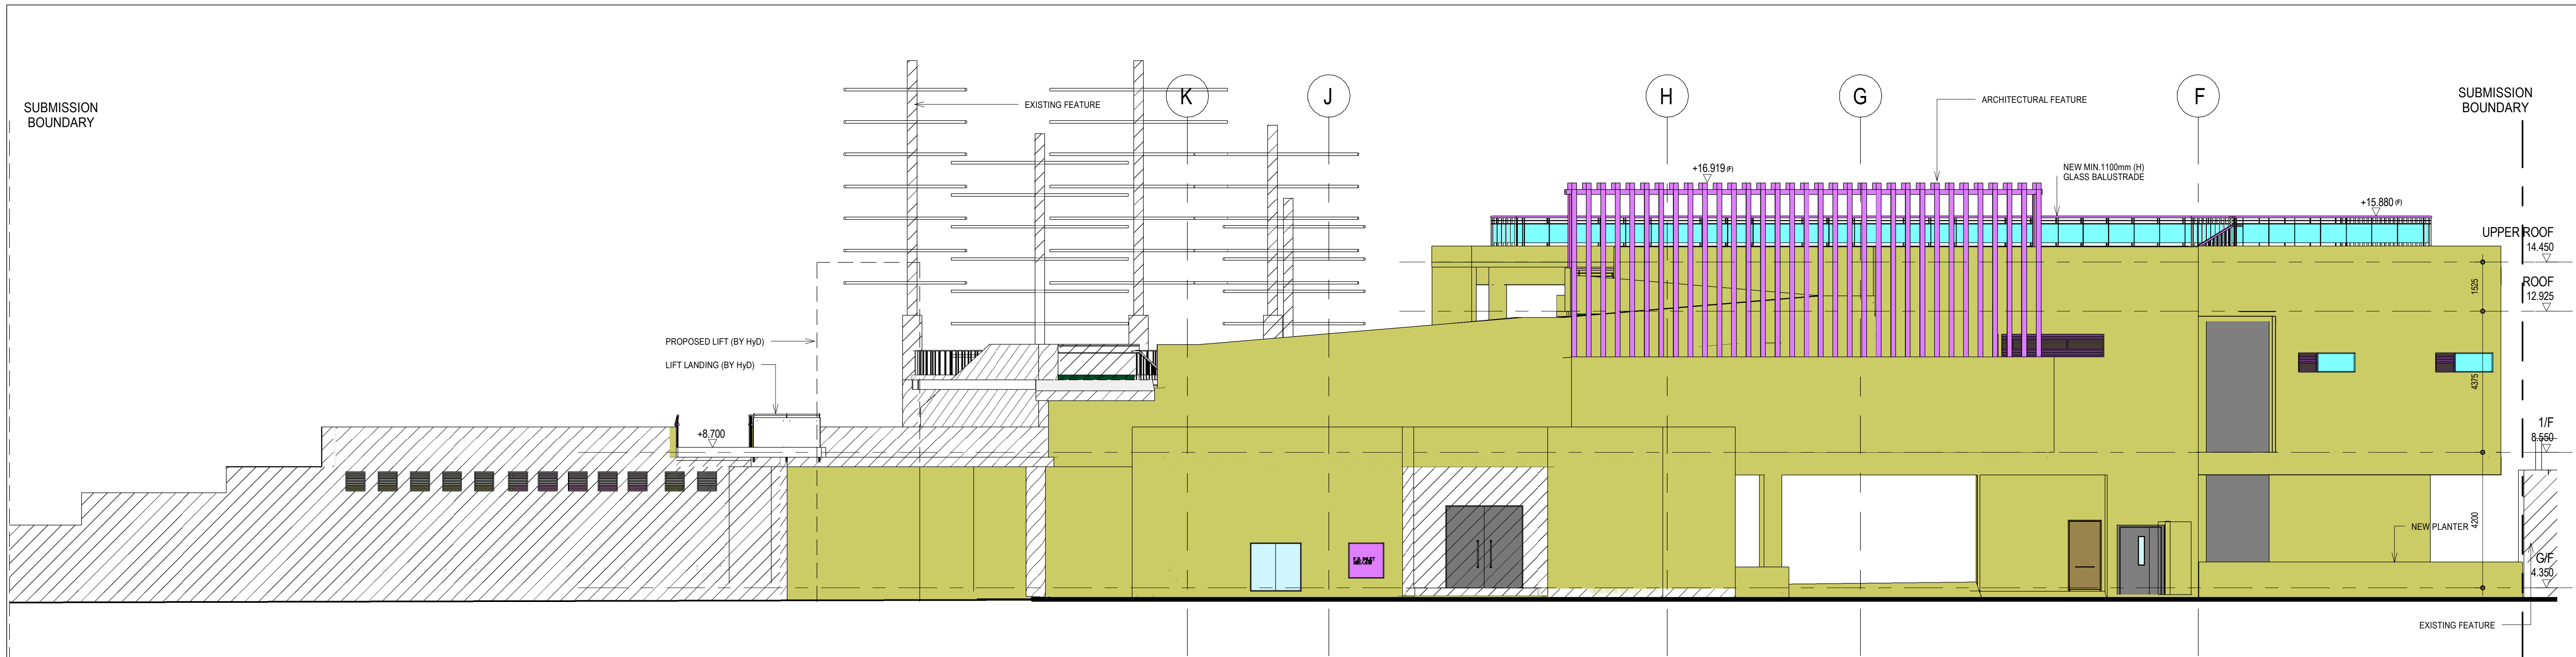 SUBMISSION
BOUNDARY
EXISTING FEATURE
K
J
H
G
F
ARCHITECTURAL FEATURE
SUBMISSION
BOUNDARY
+16.919 (F)
NEW MIN.1100mm (H)
GLASS BALUSTRADE
+15.880 (F)
UPPER ROOF
14.450
1525
ROOF
12.925
PROPOSED LIFT (BY HyD)
LIFT LANDING (BY HyD)
4375
+8.700
1/F
8.550
4200
NEW PLANTER
F.S. INLET
G/F
4.350
EXISTING FEATURE